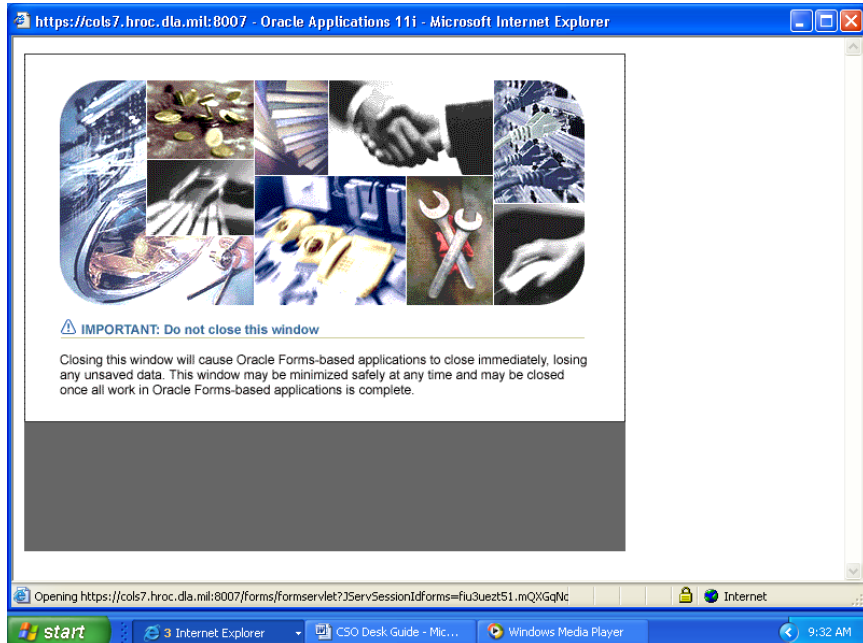 https://cols7.hroc.dla.mil:8007 - Oracle Applications 11i - Microsoft Internet Explorer
IMPORTANT: Do not close this window
Closing this window will cause Oracle Forms-based applications to close immediately, losing
any unsaved data. This window may be minimized safely at any time and may be closed
once all work in Oracle Forms-based applications is complete.
Opening https://cols7.hroc.dla.mil:8007/forms/formservlet?JServSessionIdforms=fiu3uezt51.mQXGqNc
Internet
start
3 Internet Explorer
CSO Desk Guide - Mic...
Windows Media Player
9:32 AM